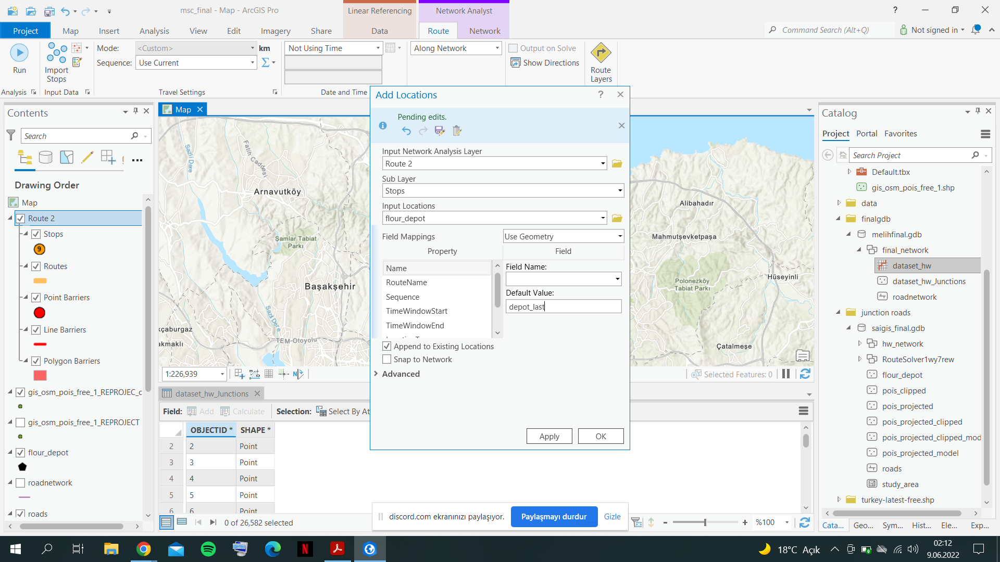 msc_final - Map - ArcGIS Pro
Linear Referencing
Network Analyst
?
Project
Map
Insert
Analysis
View
Edit
Imagery
Share
Data
Route
Network
Command Search (Alt+Q)
Not signed in
Run
Import
Stops
Mode:
<Custom>
km
Sequence:
Use Current
Not Using Time
Along Network
Output on Solve
Show Directions
Route
Layers
Analysis
Input Data
Travel Settings
Date and Time
Contents
Search
Drawing Order
Map
Route 2
Stops
9
Routes
Point Barriers
Line Barriers
Polygon Barriers
gis_osm_pois_free_1_REPROJEC_c
gis_osm_pois_free_1_REPROJECT
flour_depot
roadnetwork
roads
Map
Sazlı Dere
Fatih Caddesi
Arnavutköy
Şamlar Tabiat
Parkı
Başakşehir
Sazlı Dere
kçaburgaz
akmaklı
TEM-Otoyolu
Alibahadır
Mahmutşevketpaşa
Hüseyinli
Polonezköy
Tabiat Parkı
Çatalmeşe
1:226,939
Selected Features: 0
dataset_hw_Junctions
Field:
Add
Calculate
Selection:
Select By At
OBJECTID *
SHAPE *
2
2
Point
3
3
Point
4
4
Point
5
5
Point
6
6
Point
0 of 26,582 selected
%100
Add Locations
?
Pending edits.
Input Network Analysis Layer
Route 2
Sub Layer
Stops
Input Locations
flour_depot
Field Mappings
Use Geometry
Property
Field
Name
RouteName
Sequence
TimeWindowStart
TimeWindowEnd
Field Name:
Default Value:
depot_last
Append to Existing Locations
Snap to Network
Advanced
Apply
OK
discord.com ekranınızı paylaşıyor.
Paylaşmayı durdur
Gizle
Catalog
Project
Portal
Favorites
Search Project
Default.tbx
gis_osm_pois_free_1.shp
data
finalgdb
melihfinal.gdb
final_network
dataset_hw
dataset_hw_Junctions
roadnetwork
junction roads
saigis_final.gdb
hw_network
RouteSolver1wy7rew
flour_depot
pois_clipped
pois_projected
pois_projected_clipped
pois_projected_clipped_mod
pois_projected_model
roads
study_area
turkey-latest-free.shp
Cata...
Geo...
Sym...
Hist...
Ele...
Exp...
18°C Açık
02:12
9.06.2022